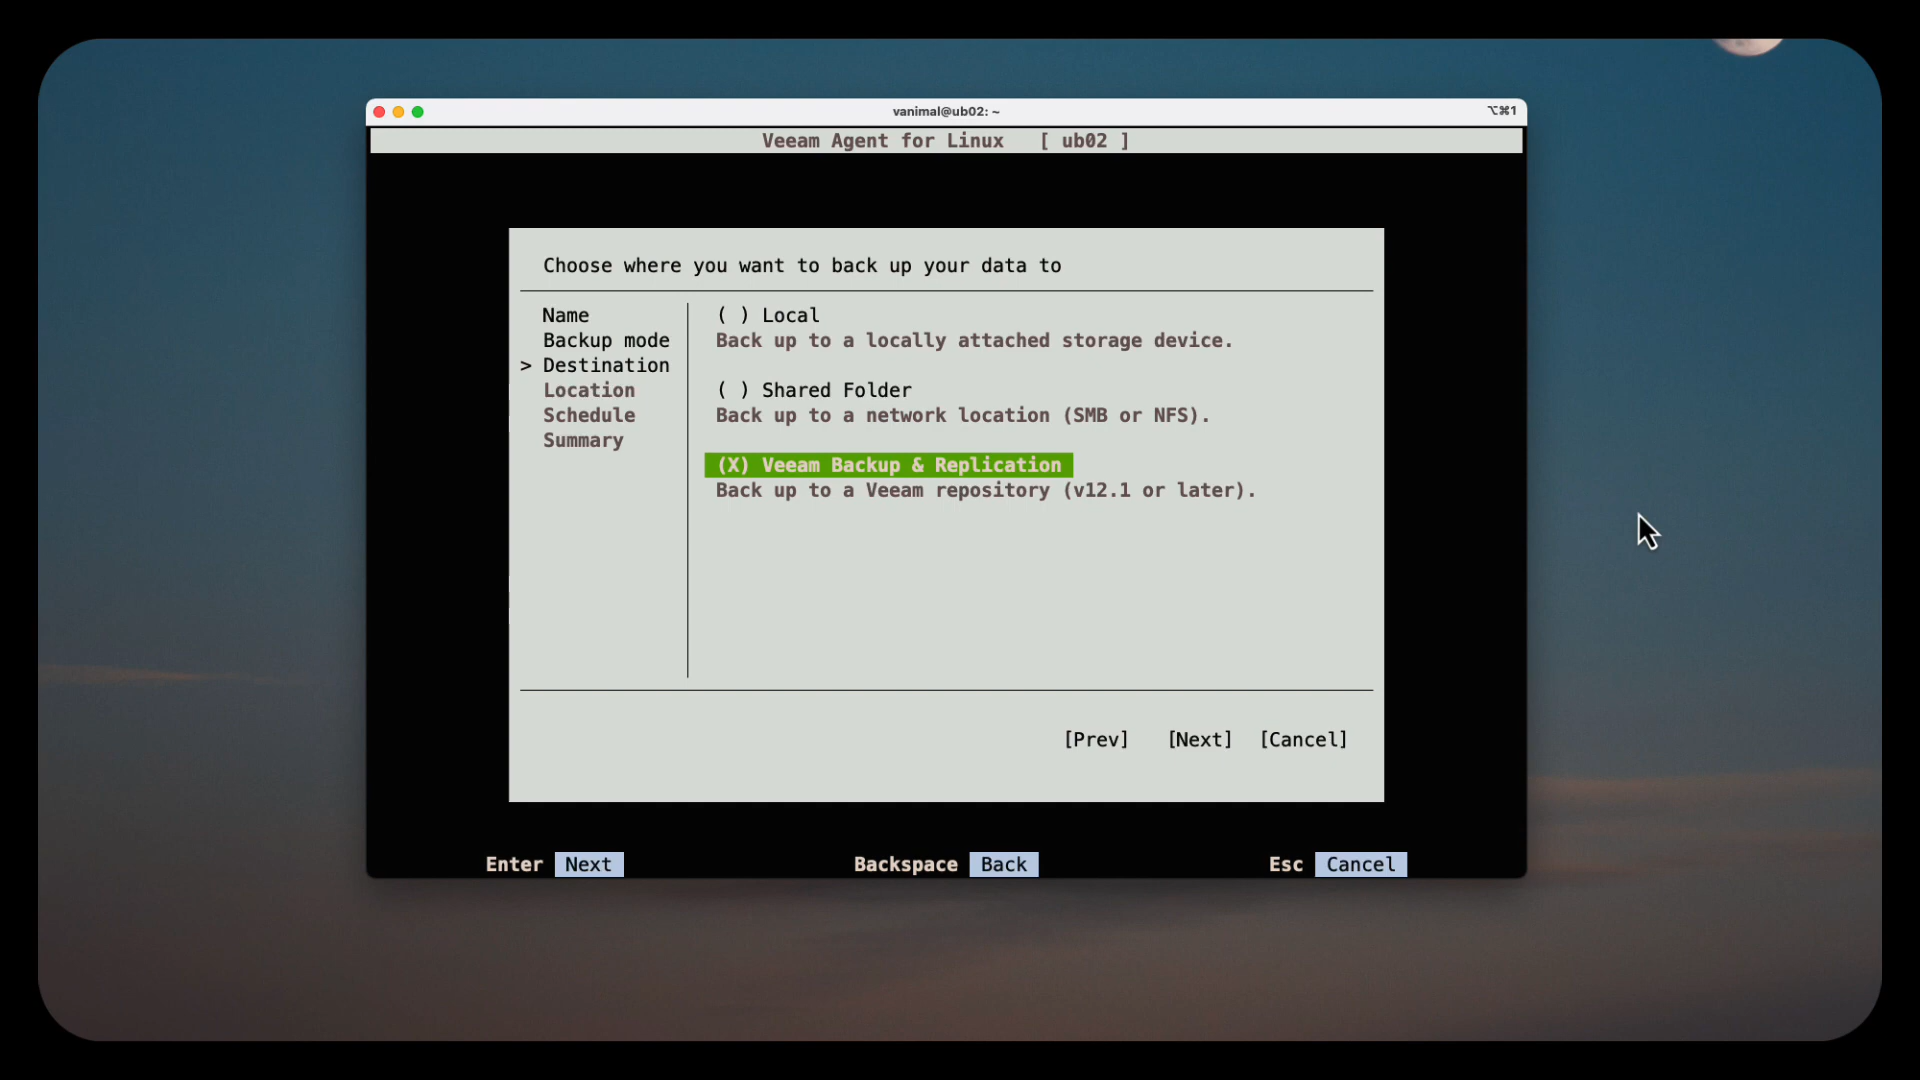 vanimal@ub02: ~
⌥⌘1
Veeam Agent for Linux [ ub02 ]
Choose where you want to back up your data to
Name
Backup mode
> Destination
Location
Schedule
Summary
( ) Local
Back up to a locally attached storage device.
( ) Shared Folder
Back up to a network location (SMB or NFS).
(X) Veeam Backup & Replication
Back up to a Veeam repository (v12.1 or later).
[Prev] [Next] [Cancel]
Enter Next Backspace Back Esc Cancel